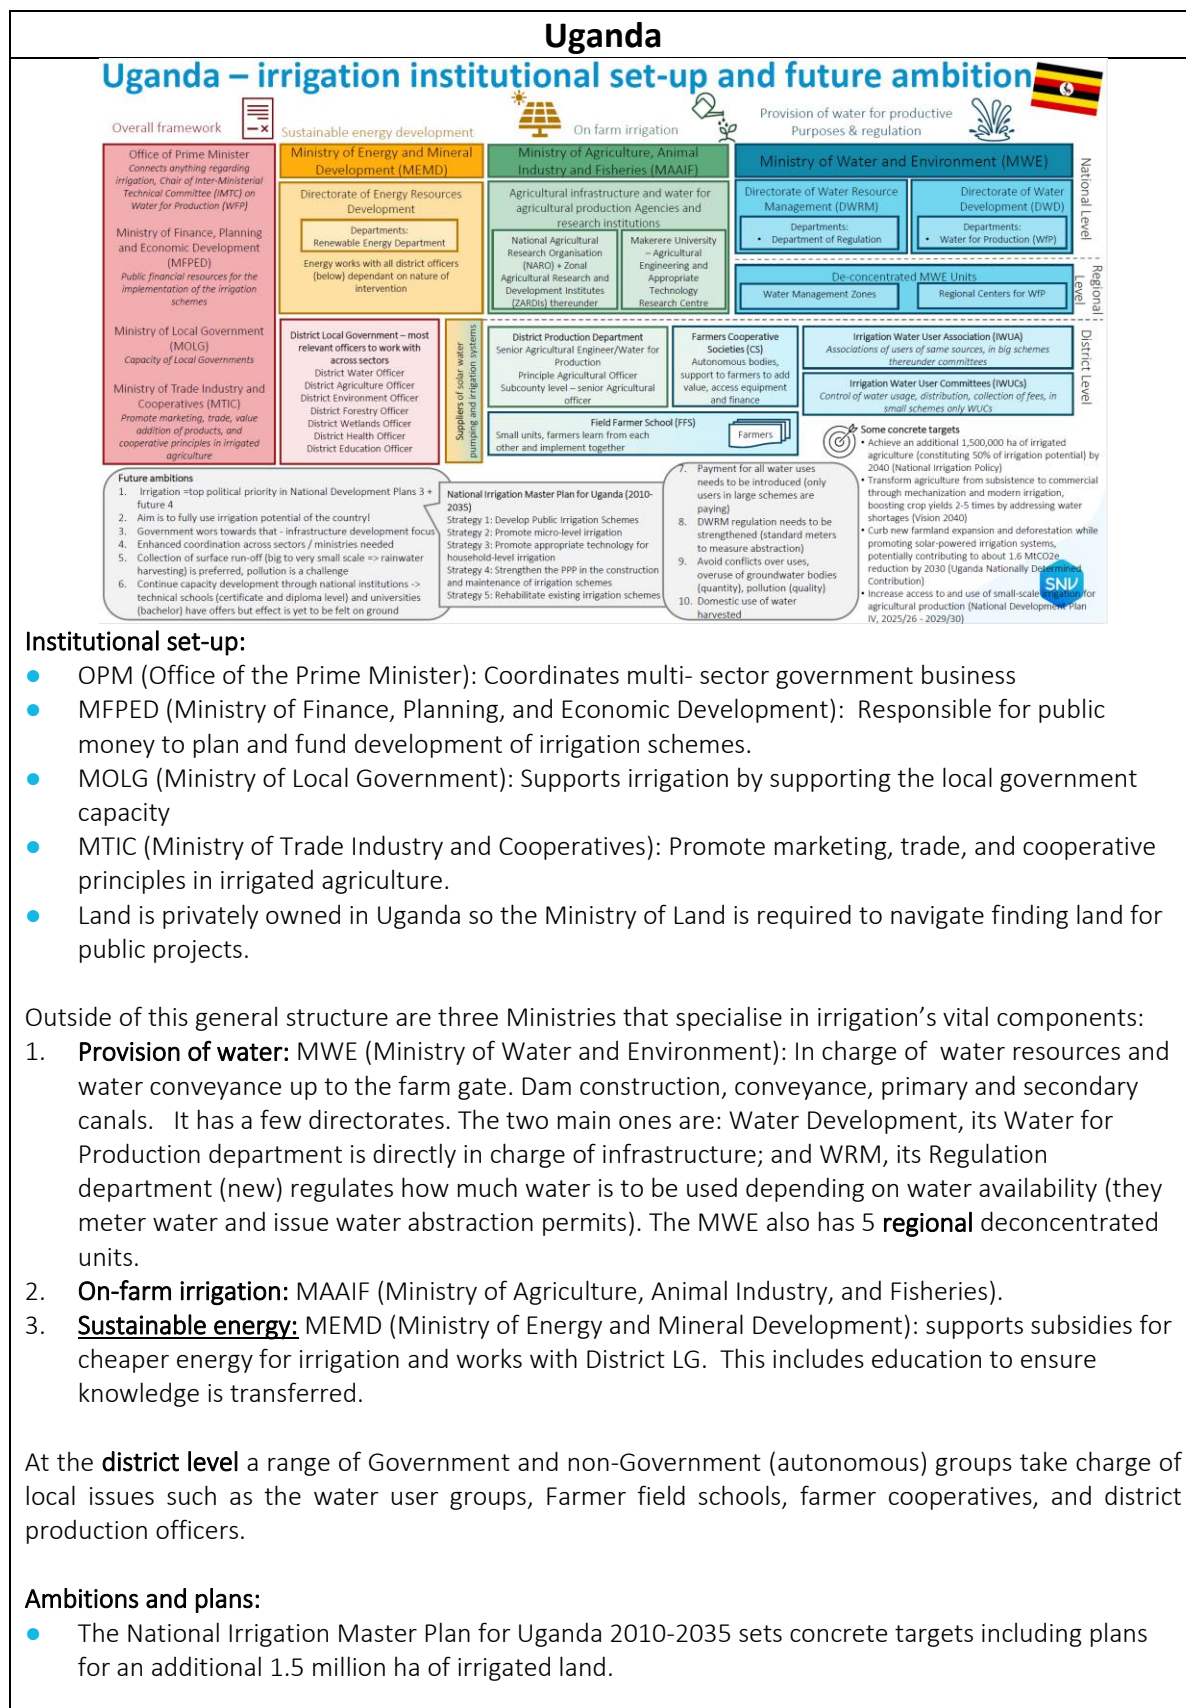 Uganda
Uganda – irrigation institutional set-up and future ambition
Overall framework
Sustainable energy development
On farm irrigation
Provision of water for productive
Purposes & regulation
Office of Prime Minister
Connects anything regarding
irrigation, Chair of Inter-Ministerial
Technical Committee (IMTC) on
Water for Production (WFP)
Ministry of Finance, Planning
and Economic Development
(MFPED)
Public financial resources for the
implementation of the irrigation
schemes
Ministry of Local Government
(MOLG)
Capacity of Local Governments
Ministry of Trade Industry and
Cooperatives (MTIC)
Promote marketing, trade, value
addition of products, and
cooperative principles in irrigated
agriculture
Ministry of Energy and Mineral
Development (MEMD)
Directorate of Energy Resources
Development
Departments:
Renewable Energy Department
Energy works with all district officers
(below) dependant on nature of
intervention
District Local Government – most
relevant officers to work with
across sectors
District Water Officer
District Agriculture Officer
District Environment Officer
District Forestry Officer
District Wetlands Officer
District Health Officer
District Education Officer
Suppliers of solar water
pumping and irrigation systems
Ministry of Agriculture, Animal
Industry and Fisheries (MAAIF)
Agricultural infrastructure and water for
agricultural production Agencies and
research institutions
National Agricultural
Research Organisation
(NARO) + Zonal
Agricultural Research and
Development Institutes
(ZARDIs) thereunder
Makerere University
– Agricultural
Engineering and
Appropriate
Technology
Research Centre
District Production Department
Senior Agricultural Engineer/Water for
Production
Principle Agricultural Officer
Subcounty level – senior Agricultural
officer
Farmers Cooperative
Societies (CS)
Autonomous bodies,
support to farmers to add
value, access equipment
and finance
Field Farmer School (FFS)
Small units, farmers learn from each
other and implement together
Farmers
Ministry of Water and Environment (MWE)
Directorate of Water Resource
Management (DWRM)
Departments:
• Department of Regulation
Directorate of Water
Development (DWD)
Departments:
• Water for Production (WfP)
De-concentrated MWE Units
Water Management Zones
Regional Centers for WfP
Irrigation Water User Association (IWUA)
Associations of users of same sources, in big schemes
thereunder committees
Irrigation Water User Committees (IWUCs)
Control of water usage, distribution, collection of fees, in
small schemes only WUCs
National Level
Regional
Level
District Level
Future ambitions
1. Irrigation =top political priority in National Development Plans 3 +
future 4
2. Aim is to fully use irrigation potential of the country!
3. Government wors towards that - infrastructure development focus
4. Enhanced coordination across sectors / ministries needed
5. Collection of surface run-off (big to very small scale => rainwater
harvesting) is preferred, pollution is a challenge
6. Continue capacity development through national institutions ->
technical schools (certificate and diploma level) and universities
(bachelor) have offers but effect is yet to be felt on ground
National Irrigation Master Plan for Uganda (2010-
2035)
Strategy 1: Develop Public Irrigation Schemes
Strategy 2: Promote micro-level irrigation
Strategy 3: Promote appropriate technology for
household-level irrigation
Strategy 4: Strengthen the PPP in the construction
and maintenance of irrigation schemes
Strategy 5: Rehabilitate existing irrigation schemes
7. Payment for all water uses
needs to be introduced (only
users in large schemes are
paying)
8. DWRM regulation needs to be
strengthened (standard meters
to measure abstraction)
9. Avoid conflicts over uses,
overuse of groundwater bodies
(quantity), pollution (quality)
10. Domestic use of water
harvested
Some concrete targets
• Achieve an additional 1,500,000 ha of irrigated
agriculture (constituting 50% of irrigation potential) by
2040 (National Irrigation Policy)
• Transform agriculture from subsistence to commercial
through mechanization and modern irrigation,
boosting crop yields 2-5 times by addressing water
shortages (Vision 2040)
• Curb new farmland expansion and deforestation while
promoting solar-powered irrigation systems,
potentially contributing to about 1.6 MtCO2e
reduction by 2030 (Uganda Nationally Determined
Contribution)
• Increase access to and use of small-scale irrigation for
agricultural production (National Development Plan
IV, 2025/26 - 2029/30)
SNV
Institutional set-up:
● OPM (Office of the Prime Minister): Coordinates multi- sector government business
● MFPED (Ministry of Finance, Planning, and Economic Development): Responsible for public
money to plan and fund development of irrigation schemes.
● MOLG (Ministry of Local Government): Supports irrigation by supporting the local government
capacity
● MTIC (Ministry of Trade Industry and Cooperatives): Promote marketing, trade, and cooperative
principles in irrigated agriculture.
● Land is privately owned in Uganda so the Ministry of Land is required to navigate finding land for
public projects.
Outside of this general structure are three Ministries that specialise in irrigation’s vital components:
1. Provision of water: MWE (Ministry of Water and Environment): In charge of water resources and
water conveyance up to the farm gate. Dam construction, conveyance, primary and secondary
canals. It has a few directorates. The two main ones are: Water Development, its Water for
Production department is directly in charge of infrastructure; and WRM, its Regulation
department (new) regulates how much water is to be used depending on water availability (they
meter water and issue water abstraction permits). The MWE also has 5 regional deconcentrated
units.
2. On-farm irrigation: MAAIF (Ministry of Agriculture, Animal Industry, and Fisheries).
3. Sustainable energy: MEMD (Ministry of Energy and Mineral Development): supports subsidies for
cheaper energy for irrigation and works with District LG. This includes education to ensure
knowledge is transferred.
At the district level a range of Government and non-Government (autonomous) groups take charge of
local issues such as the water user groups, Farmer field schools, farmer cooperatives, and district
production officers.
Ambitions and plans:
● The National Irrigation Master Plan for Uganda 2010-2035 sets concrete targets including plans
for an additional 1.5 million ha of irrigated land.